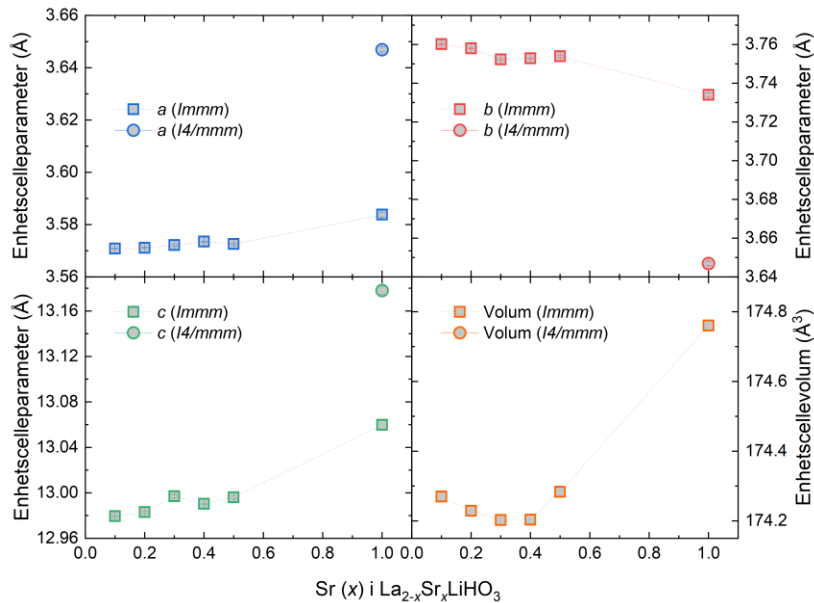 3.66
3.64
3.62
3.60
3.58
3.56
Enhetscelleparameter (Å)
a (Immm)
a (I4/mmm)
3.76
3.74
3.72
3.70
3.68
3.66
3.64
Enhetscelleparameter (Å)
b (Immm)
b (I4/mmm)
13.16
13.12
13.08
13.04
13.00
12.96
Enhetscelleparameter (Å)
c (Immm)
c (I4/mmm)
174.8
174.6
174.4
174.2
Enhetscellevolum (Å³)
Volum (Immm)
Volum (I4/mmm)
0.0 0.2 0.4 0.6 0.8 1.0 0.0 0.2 0.4 0.6 0.8 1.0
Sr (x) i La₂₋ₓSrₓLiHO₃